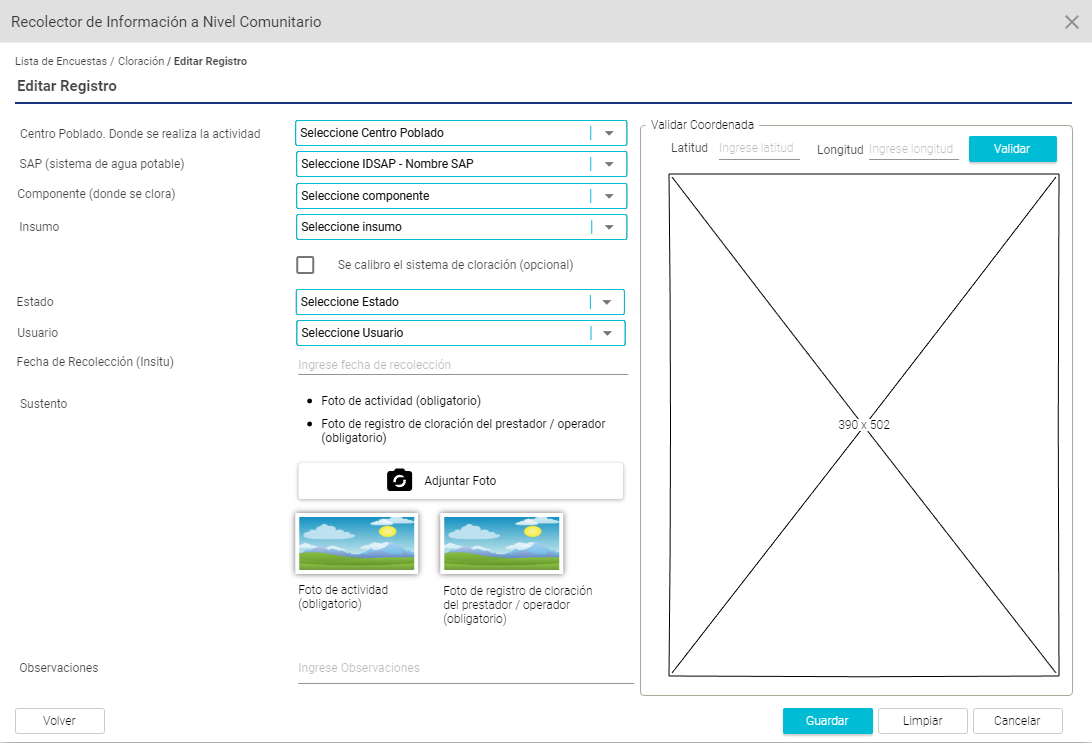 Recolector de Información a Nivel Comunitario
Lista de Encuestas / Cloración / Editar Registro
Editar Registro
Centro Poblado. Donde se realiza la actividad
Seleccione Centro Poblado
SAP (sistema de agua potable)
Seleccione IDSAP - Nombre SAP
Componente (donde se clora)
Seleccione componente
Insumo
Seleccione insumo
Se calibro el sistema de cloración (opcional)
Estado
Seleccione Estado
Usuario
Seleccione Usuario
Fecha de Recolección (Insitu)
Ingrese fecha de recolección
Sustento
• Foto de actividad (obligatorio)
• Foto de registro de cloración del prestador / operador
(obligatorio)
Adjuntar Foto
Foto de actividad
(obligatorio)
Foto de registro de cloración
del prestador / operador
(obligatorio)
Observaciones
Ingrese Observaciones
Validar Coordenada
Latitud Ingrese latitud Longitud Ingrese longitud Validar
390 x 502
Volver
Guardar
Limpiar
Cancelar